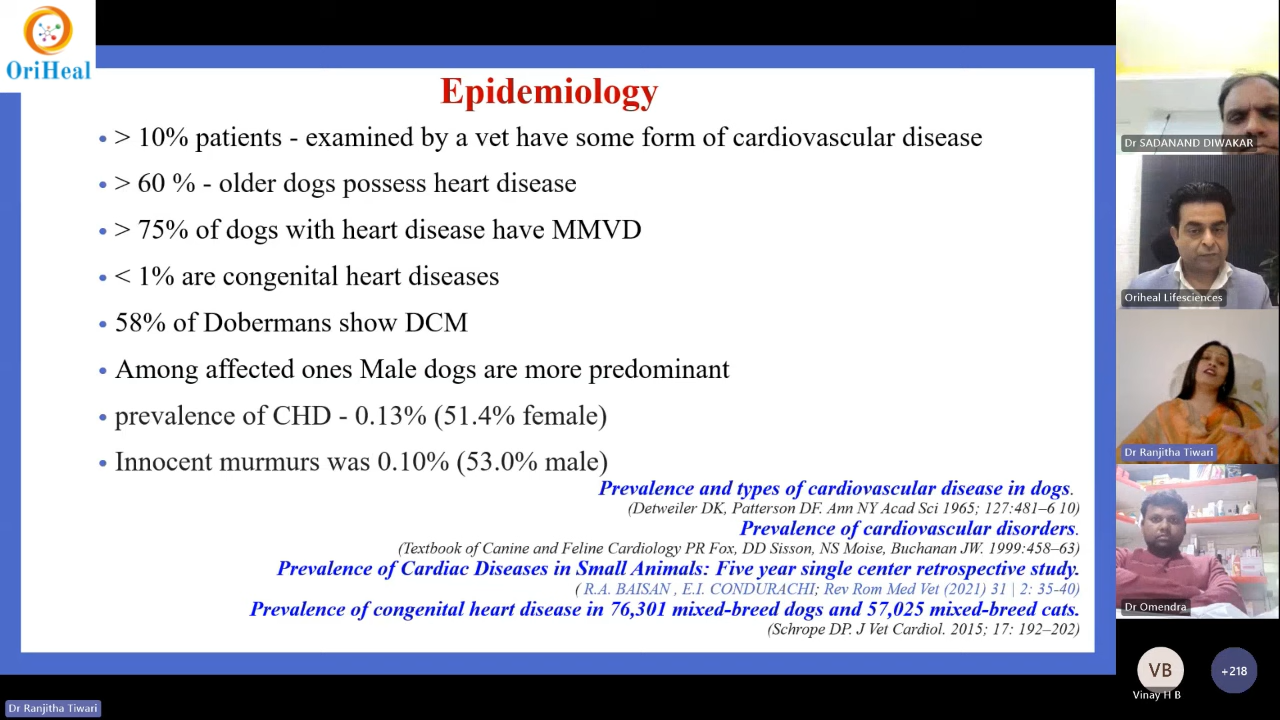 OriHeal
Epidemiology
• > 10% patients - examined by a vet have some form of cardiovascular disease
• > 60 % - older dogs possess heart disease
• > 75% of dogs with heart disease have MMVD
• < 1% are congenital heart diseases
• 58% of Dobermans show DCM
• Among affected ones Male dogs are more predominant
• prevalence of CHD - 0.13% (51.4% female)
• Innocent murmurs was 0.10% (53.0% male)
Prevalence and types of cardiovascular disease in dogs.
(Detweiler DK, Patterson DF. Ann NY Acad Sci 1965; 127:481–6 10)
Prevalence of cardiovascular disorders.
(Textbook of Canine and Feline Cardiology PR Fox, DD Sisson, NS Moise, Buchanan JW. 1999:458–63)
Prevalence of Cardiac Diseases in Small Animals: Five year single center retrospective study.
( R.A. BAISAN , E.I. CONDURACHI; Rev Rom Med Vet (2021) 31 | 2: 35-40)
Prevalence of congenital heart disease in 76,301 mixed-breed dogs and 57,025 mixed-breed cats.
(Schrope DP. J Vet Cardiol. 2015; 17: 192–202)
Dr SADANAND DIWAKAR
Oriheal Lifesciences
Dr Ranjitha Tiwari
Dr Omendra
VB
+218
Vinay H B
Dr Ranjitha Tiwari